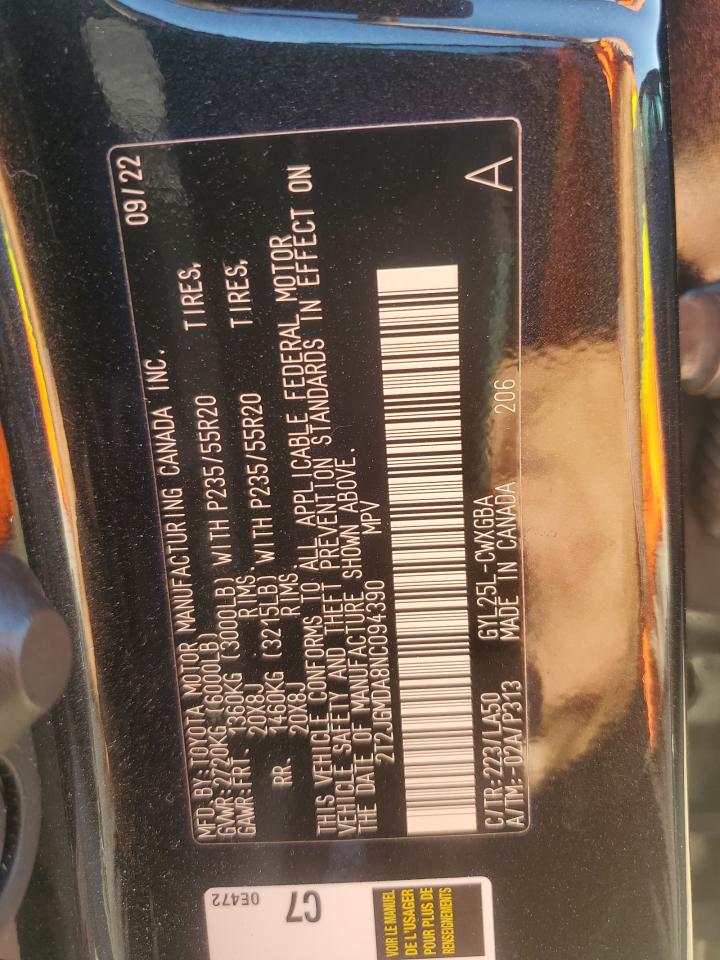 MFD BY: TOYOTA MOTOR MANUFACTURING CANADA INC. 09/22
GVWR: 2720KG (6000LB)
GAWR: FRT. 1360KG (3000LB) WITH P235/55R20 TIRES,
20X8J RIMS.
RR. 1460KG (3215LB) WITH P235/55R20 TIRES,
20X8J RIMS.
THIS VEHICLE CONFORMS TO ALL APPLICABLE FEDERAL MOTOR
VEHICLE SAFETY AND THEFT PREVENTION STANDARDS IN EFFECT ON
THE DATE OF MANUFACTURE SHOWN ABOVE.
2T2JGMDA8NC094390 MPV
C/TR:223/LA50 GYL25L-CWXGBA
A/TM:-02A/P313 MADE IN CANADA 206 A
C7
0E472
VOIR LE MANUEL
DE L'USAGER
POUR PLUS DE
RENSEIGNEMENTS